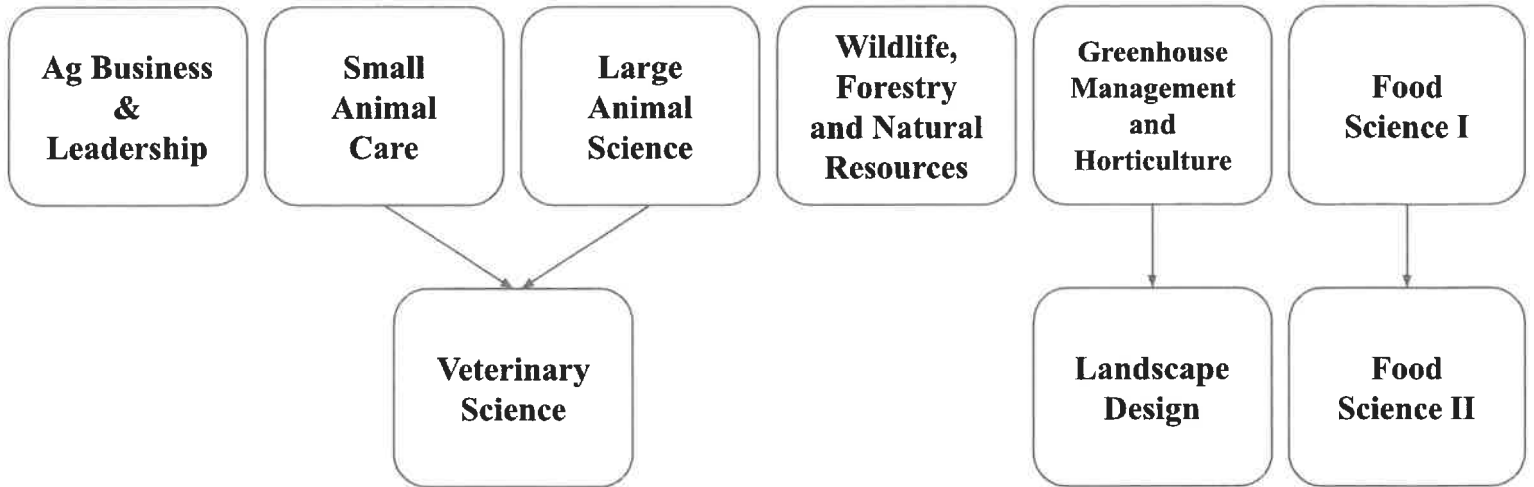 Ag Business
&
Leadership
Small
Animal
Care
Large
Animal
Science
Wildlife,
Forestry
and Natural
Resources
Greenhouse
Management
and
Horticulture
Food
Science I
Veterinary
Science
Landscape
Design
Food
Science II